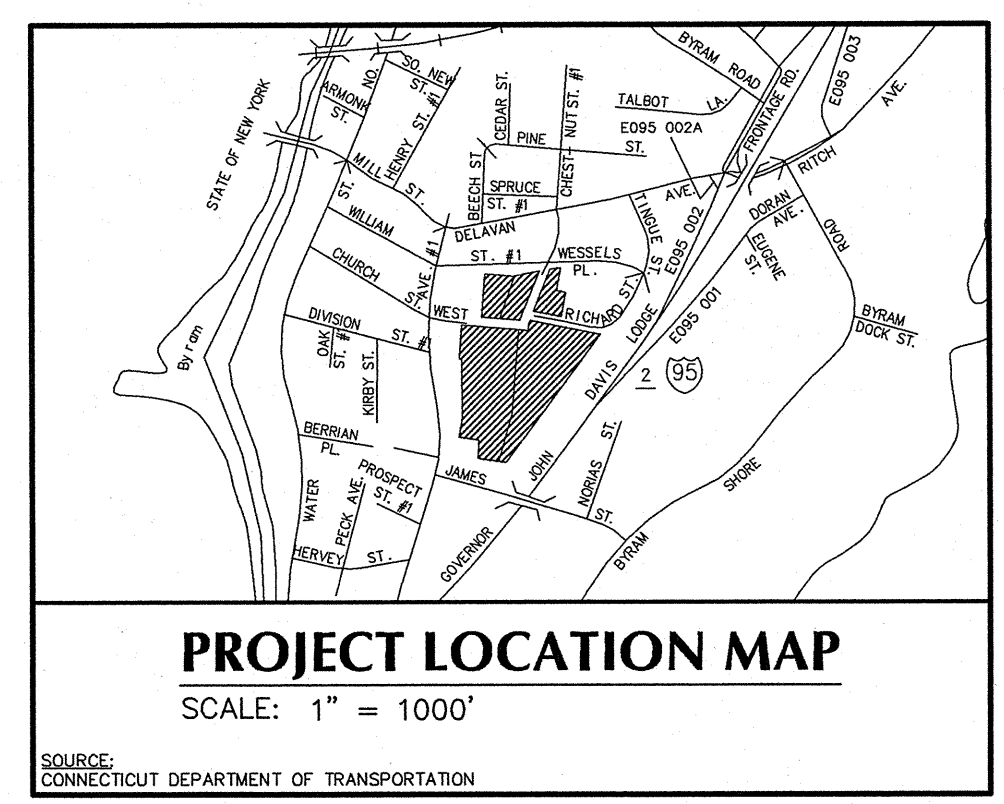 BYRAM ROAD
E095 003
FRONTAGE RD.
AVE.
RITCH
STATE OF NEW YORK
ARMONK
ST.
NO.
SO. NEW
ST. #1
HENRY ST. #1
CEDAR ST.
CHEST- NUT ST. #1
TALBOT LA.
E095 002A
PINE ST.
MILL ST.
ST.
BEECH ST
SPRUCE
ST. #1
DELAVAN AVE.
TINGUE ST.
E095 002
DORAN
AVE.
EUGENE
ST.
ROAD
WILLIAM ST. #1
WESSELS
PL.
CHURCH ST.
AVE. #1
WEST
RICHARD ST.
E095 001
BYRAM
DOCK ST.
DIVISION ST. #1
OAK
ST. #1
KIRBY ST.
Byram
2 95
BERRIAN
PL.
PROSPECT
ST. #1
PECK AVE.
WATER
HERVEY ST.
JAMES ST.
NORIAS ST.
GOVERNOR JOHN DAVIS LODGE
BYRAM SHORE
PROJECT LOCATION MAP
SCALE: 1" = 1000'
SOURCE:
CONNECTICUT DEPARTMENT OF TRANSPORTATION